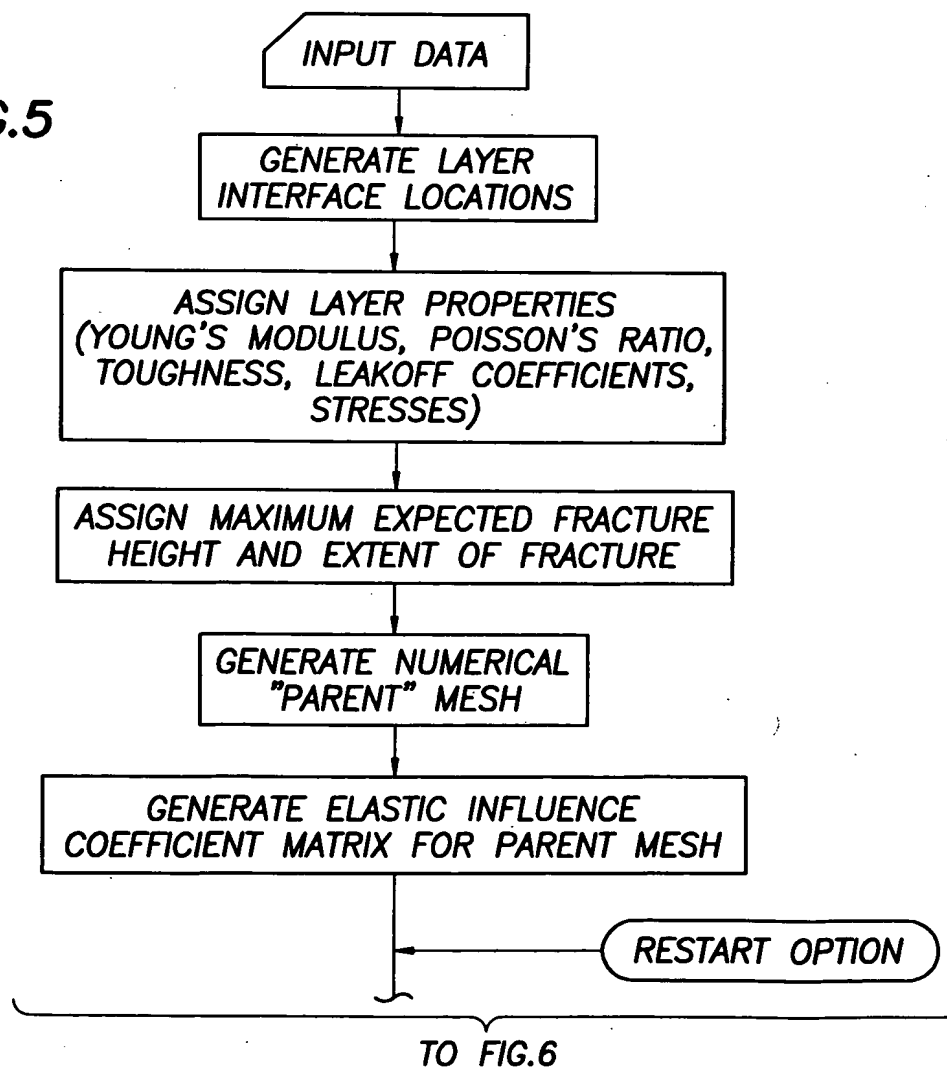 INPUT DATA
G.5
GENERATE LAYER
INTERFACE LOCATIONS
ASSIGN LAYER PROPERTIES
(YOUNG'S MODULUS, POISSON'S RATIO,
TOUGHNESS, LEAKOFF COEFFICIENTS,
STRESSES)
ASSIGN MAXIMUM EXPECTED FRACTURE
HEIGHT AND EXTENT OF FRACTURE
GENERATE NUMERICAL
"PARENT" MESH
GENERATE ELASTIC INFLUENCE
COEFFICIENT MATRIX FOR PARENT MESH
RESTART OPTION
TO FIG.6